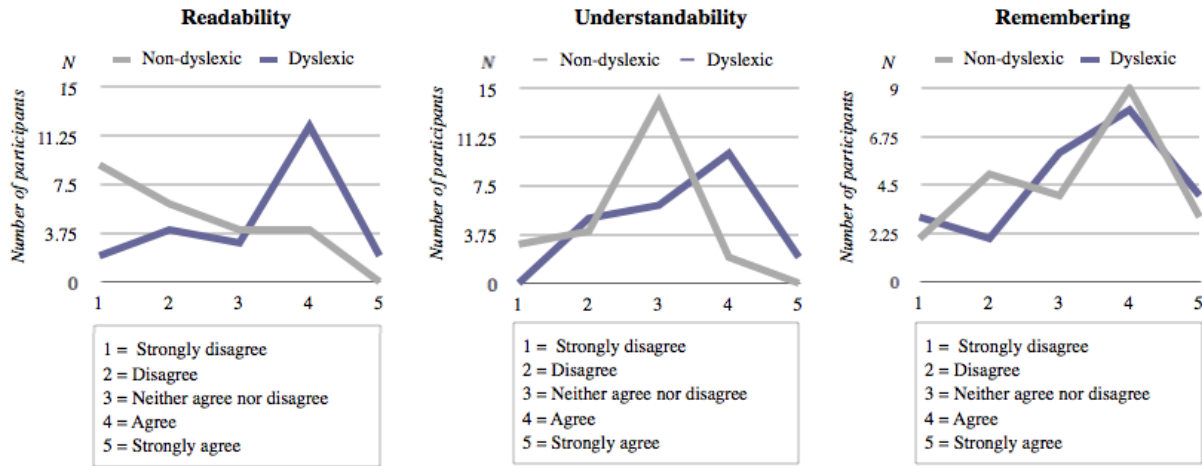 Readability
N
Non-dyslexic Dyslexic
Number of participants
15
11.25
7.5
3.75
0
1 2 3 4 5
1 = Strongly disagree
2 = Disagree
3 = Neither agree nor disagree
4 = Agree
5 = Strongly agree
Understandability
N
Non-dyslexic Dyslexic
Number of participants
15
11.25
7.5
3.75
0
1 2 3 4 5
1 = Strongly disagree
2 = Disagree
3 = Neither agree nor disagree
4 = Agree
5 = Strongly agree
Remembering
N
Non-dyslexic Dyslexic
Number of participants
9
6.75
4.5
2.25
0
1 2 3 4 5
1 = Strongly disagree
2 = Disagree
3 = Neither agree nor disagree
4 = Agree
5 = Strongly agree